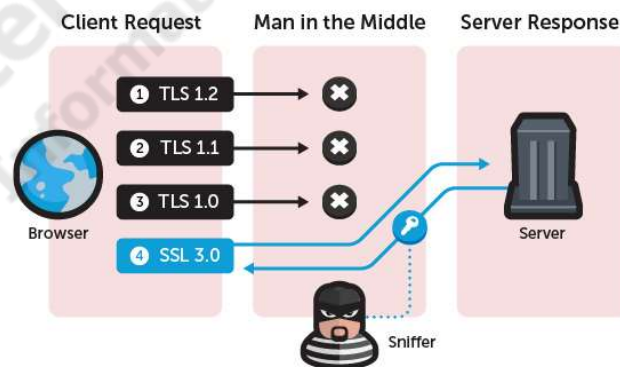 Client Request
Man in the Middle
Server Response
1 TLS 1.2
2 TLS 1.1
3 TLS 1.0
4 SSL 3.0
Browser
Server
Sniffer